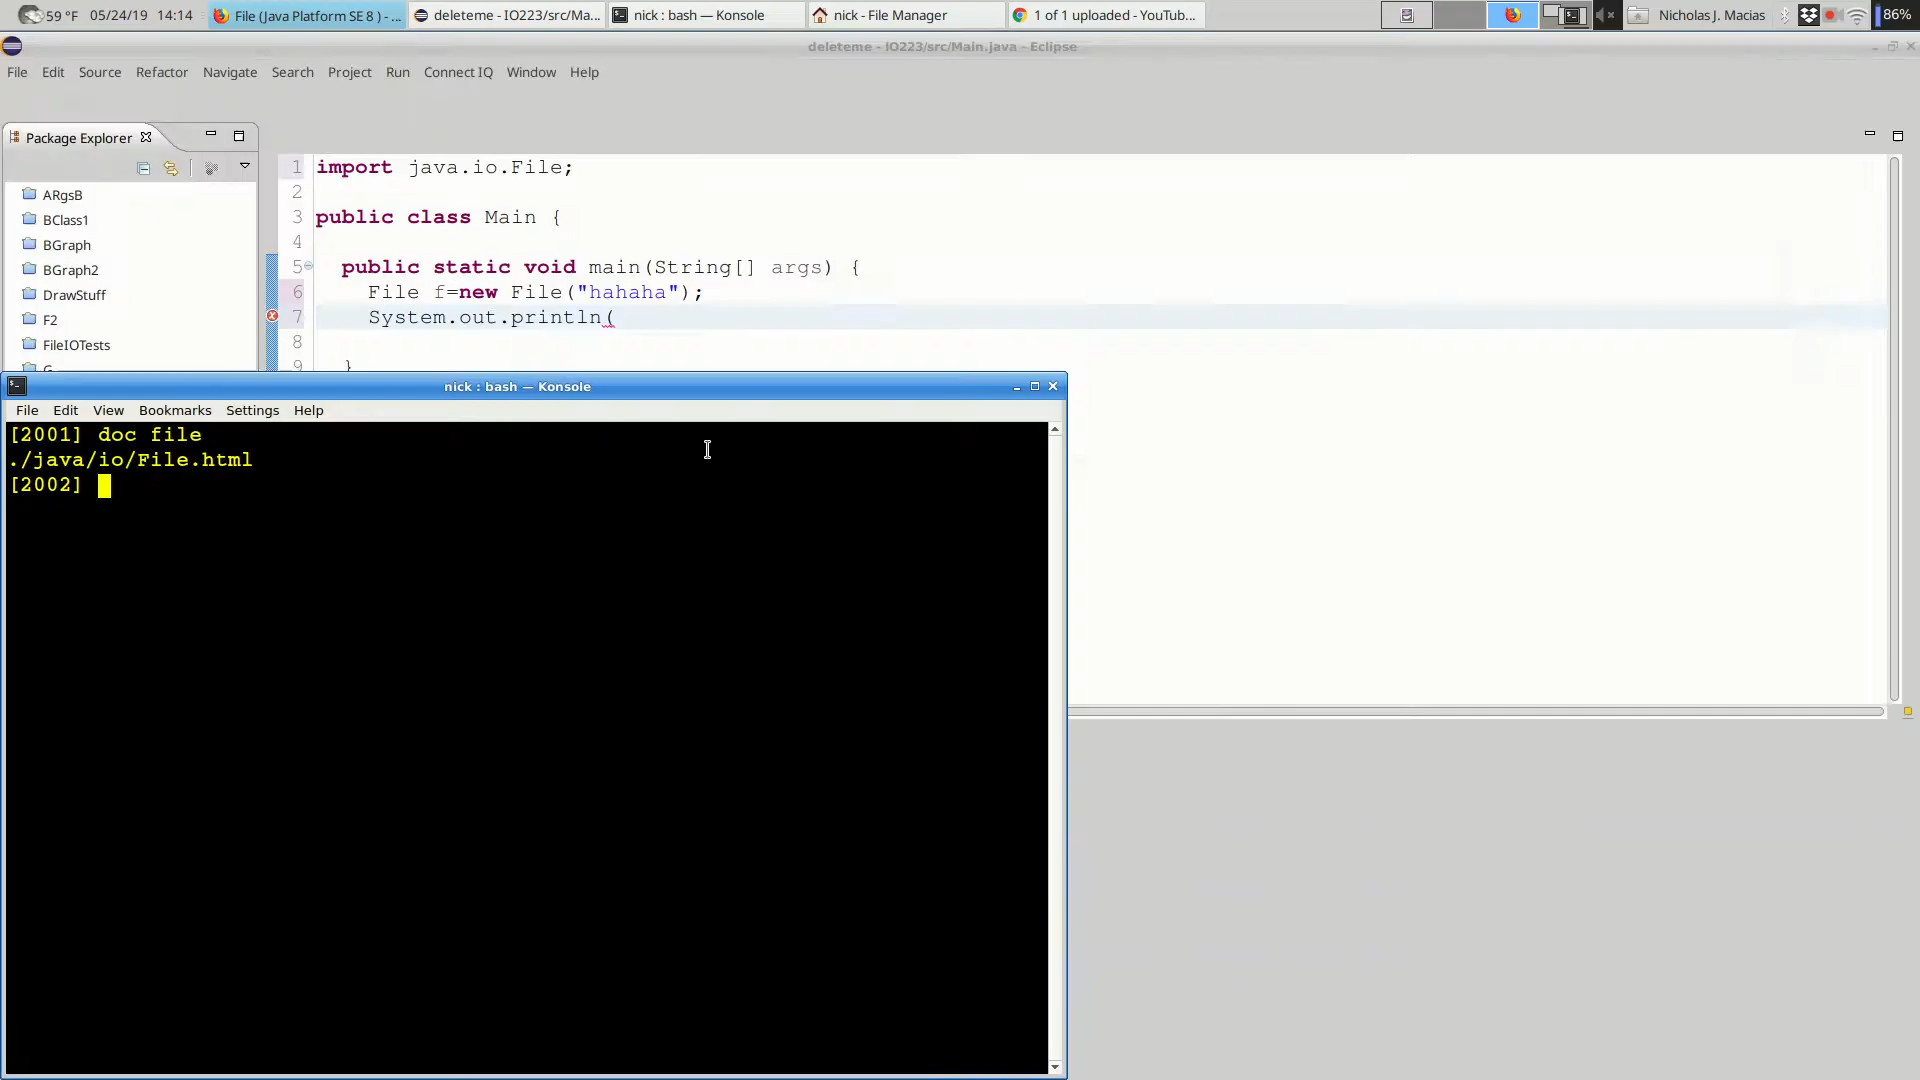 59 °F 05/24/19 14:14 File (Java Platform SE 8 ) - ... deleteme - IO223/src/Ma... nick : bash — Konsole nick - File Manager 1 of 1 uploaded - YouTub... Nicholas J. Macias 86%
deleteme - IO223/src/Main.java - Eclipse
File Edit Source Refactor Navigate Search Project Run Connect IQ Window Help
Package Explorer
ARgsB
BClass1
BGraph
BGraph2
DrawStuff
F2
FileIOTests
G
1 import java.io.File;
2
3 public class Main {
4
5 public static void main(String[] args) {
6 File f=new File("hahaha");
7 System.out.println(
8
9 }
nick : bash — Konsole
File Edit View Bookmarks Settings Help
[2001] doc file
./java/io/File.html
[2002]